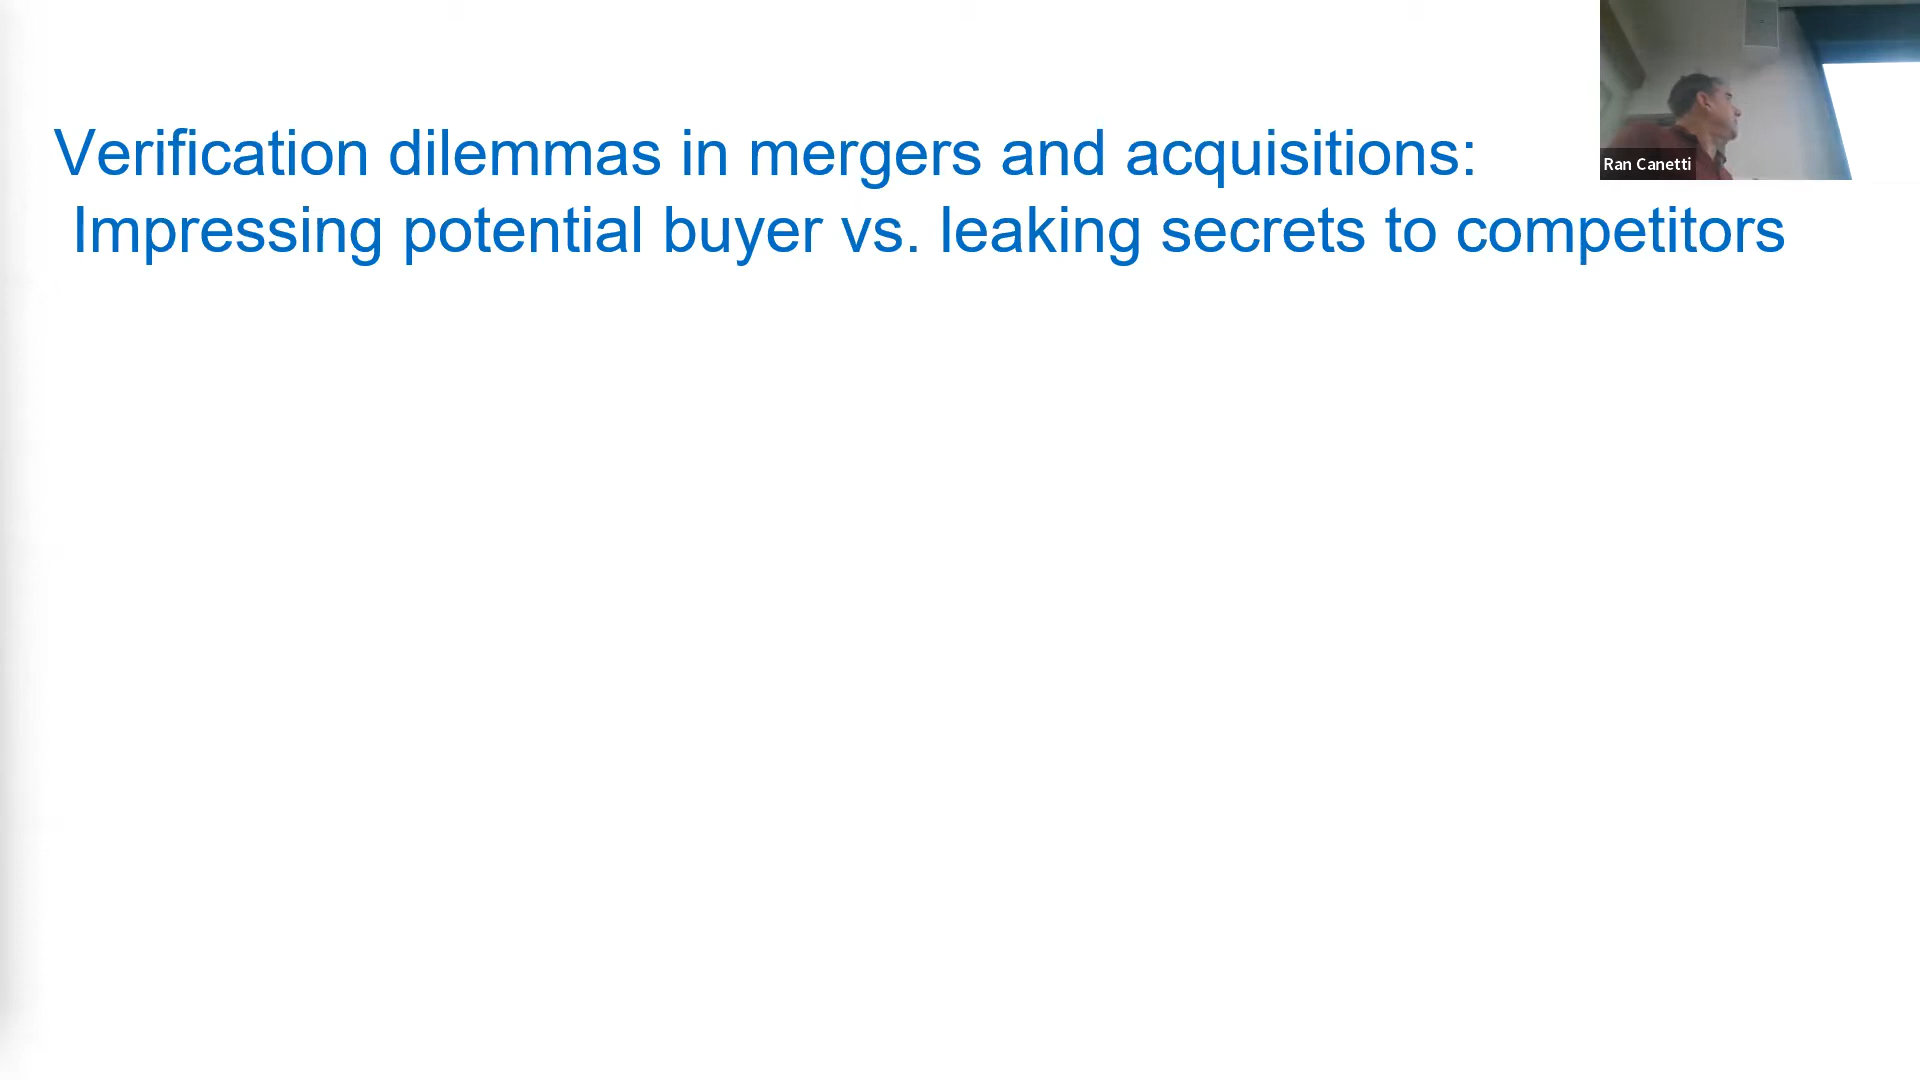 Verification dilemmas in mergers and acquisitions:
Impressing potential buyer vs. leaking secrets to competitors
Ran Canetti